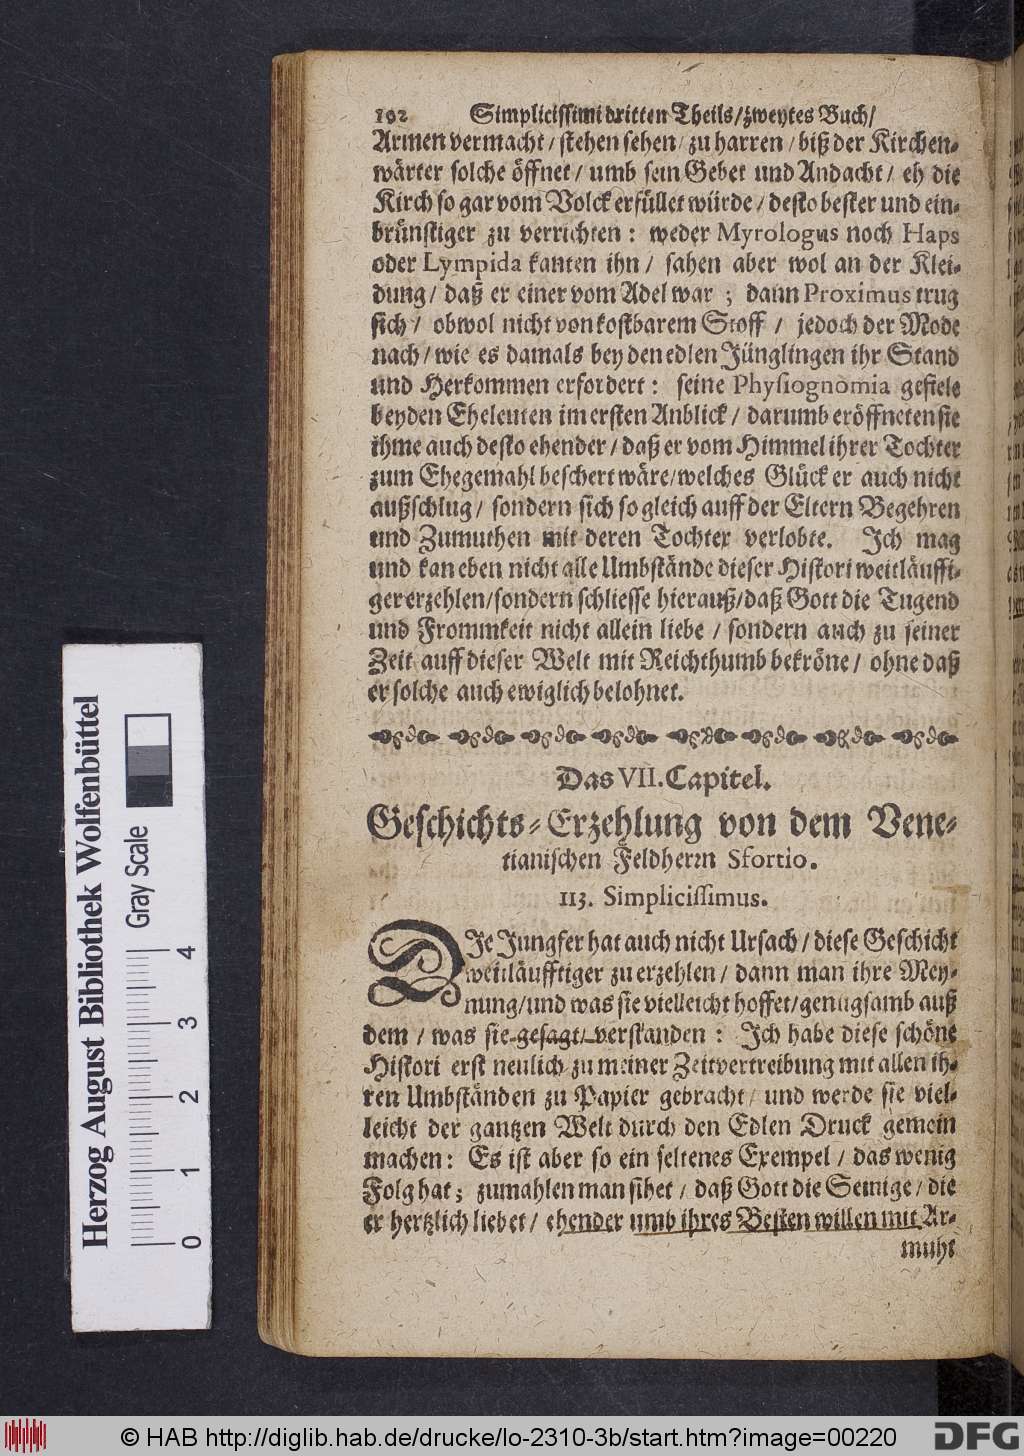 192 Simplicissimi dritten Theils/ zweytes Buch/
Armen vermacht/ stehen sehen/ zu harren/ biß der Kirchen-
wärter solche öffnet/ umb sein Gebet und Andacht/ eh die
Kirch so gar vom Volck erfüllet würde/ desto bester und ein-
brünstiger zu verrichten: weder Myrologus noch Haps
oder Lympida kanten ihn/ sahen aber wol an der Klei-
dung/ daß er einer vom Adel war; dann Proximus trug
sich/ obwol nicht von kostbarem Stoff/ jedoch der Mode
nach/ wie es damals bey den edlen Jünglingen ihr Stand
und Herkommen erfordert: seine Physiognomia gefiele
beyden Eheleuten im ersten Anblick/ darumb eröffneten sie
ihme auch desto ehender/ daß er vom Himmel ihrer Tochter
zum Ehegemahl beschert wäre/ welches Glück er auch nicht
außschlug/ sondern sich so gleich auff der Eltern Begehren
und Zumuthen mit deren Tochter verlobte. Ich mag
und kan eben nicht alle Umbstände dieser Histori weitläuffi-
ger erzehlen/ sondern schliesse hierauß/ daß Gott die Tugend
und Frommkeit nicht allein liebe/ sondern auch zu seiner
Zeit auff dieser Welt mit Reichthumb bekröne/ ohne daß
er solche auch ewiglich belohnet.
Das VII. Capitel.
Geschichts-Erzehlung von dem Vene-
tianischen Feldherrn Sfortio.
113. Simplicissimus.
DIe Jungfer hat auch nicht Ursach/ diese Geschicht
weitläufftiger zu erzehlen/ dann man ihre Mey-
nung/ und was sie vielleicht hoffet/ genugsamb auß
dem/ was sie gesagt/ verstanden: Ich habe diese schöne
Histori erst neulich zu meiner Zeitvertreibung mit allen ih-
ren Umbständen zu Papier gebracht/ und werde sie viel-
leicht der gantzen Welt durch den Edlen Druck gemein
machen: Es ist aber so ein seltenes Exempel/ das wenig
Folg hat; zumahlen man sihet/ daß Gott die Seinige/ die
er hertzlich liebet/ ehender umb ihres Besten willen mit Ar-
muht
Herzog August Bibliothek Wolfenbüttel
Gray Scale
0 1 2 3 4
© HAB http://diglib.hab.de/drucke/lo-2310-3b/start.htm?image=00220
DFG